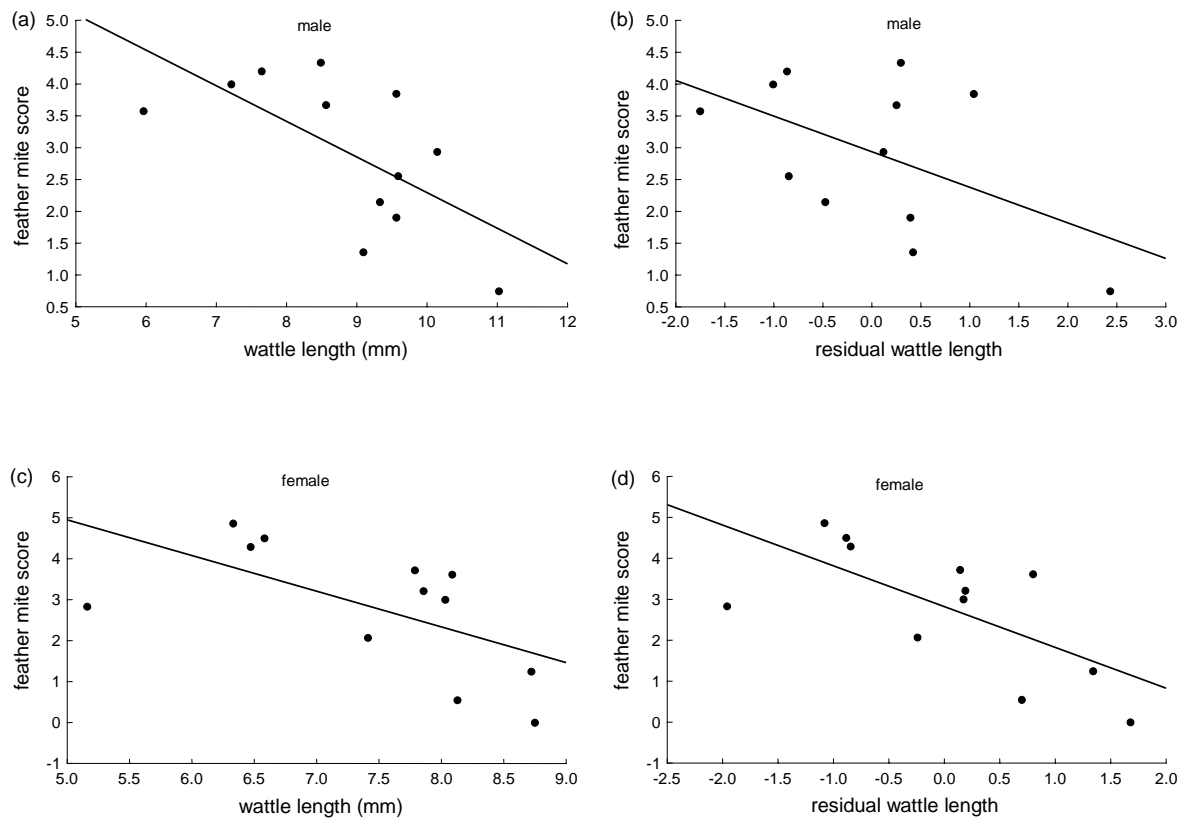 (a) male
5.0
4.5
4.0
3.5
3.0
2.5
2.0
1.5
1.0
0.5
feather mite score
5 6 7 8 9 10 11 12
wattle length (mm)
(b) male
5.0
4.5
4.0
3.5
3.0
2.5
2.0
1.5
1.0
0.5
feather mite score
-2.0 -1.5 -1.0 -0.5 0.0 0.5 1.0 1.5 2.0 2.5 3.0
residual wattle length
(c) female
6
5
4
3
2
1
0
-1
feather mite score
5.0 5.5 6.0 6.5 7.0 7.5 8.0 8.5 9.0
wattle length (mm)
(d) female
6
5
4
3
2
1
0
-1
feather mite score
-2.5 -2.0 -1.5 -1.0 -0.5 0.0 0.5 1.0 1.5 2.0
residual wattle length